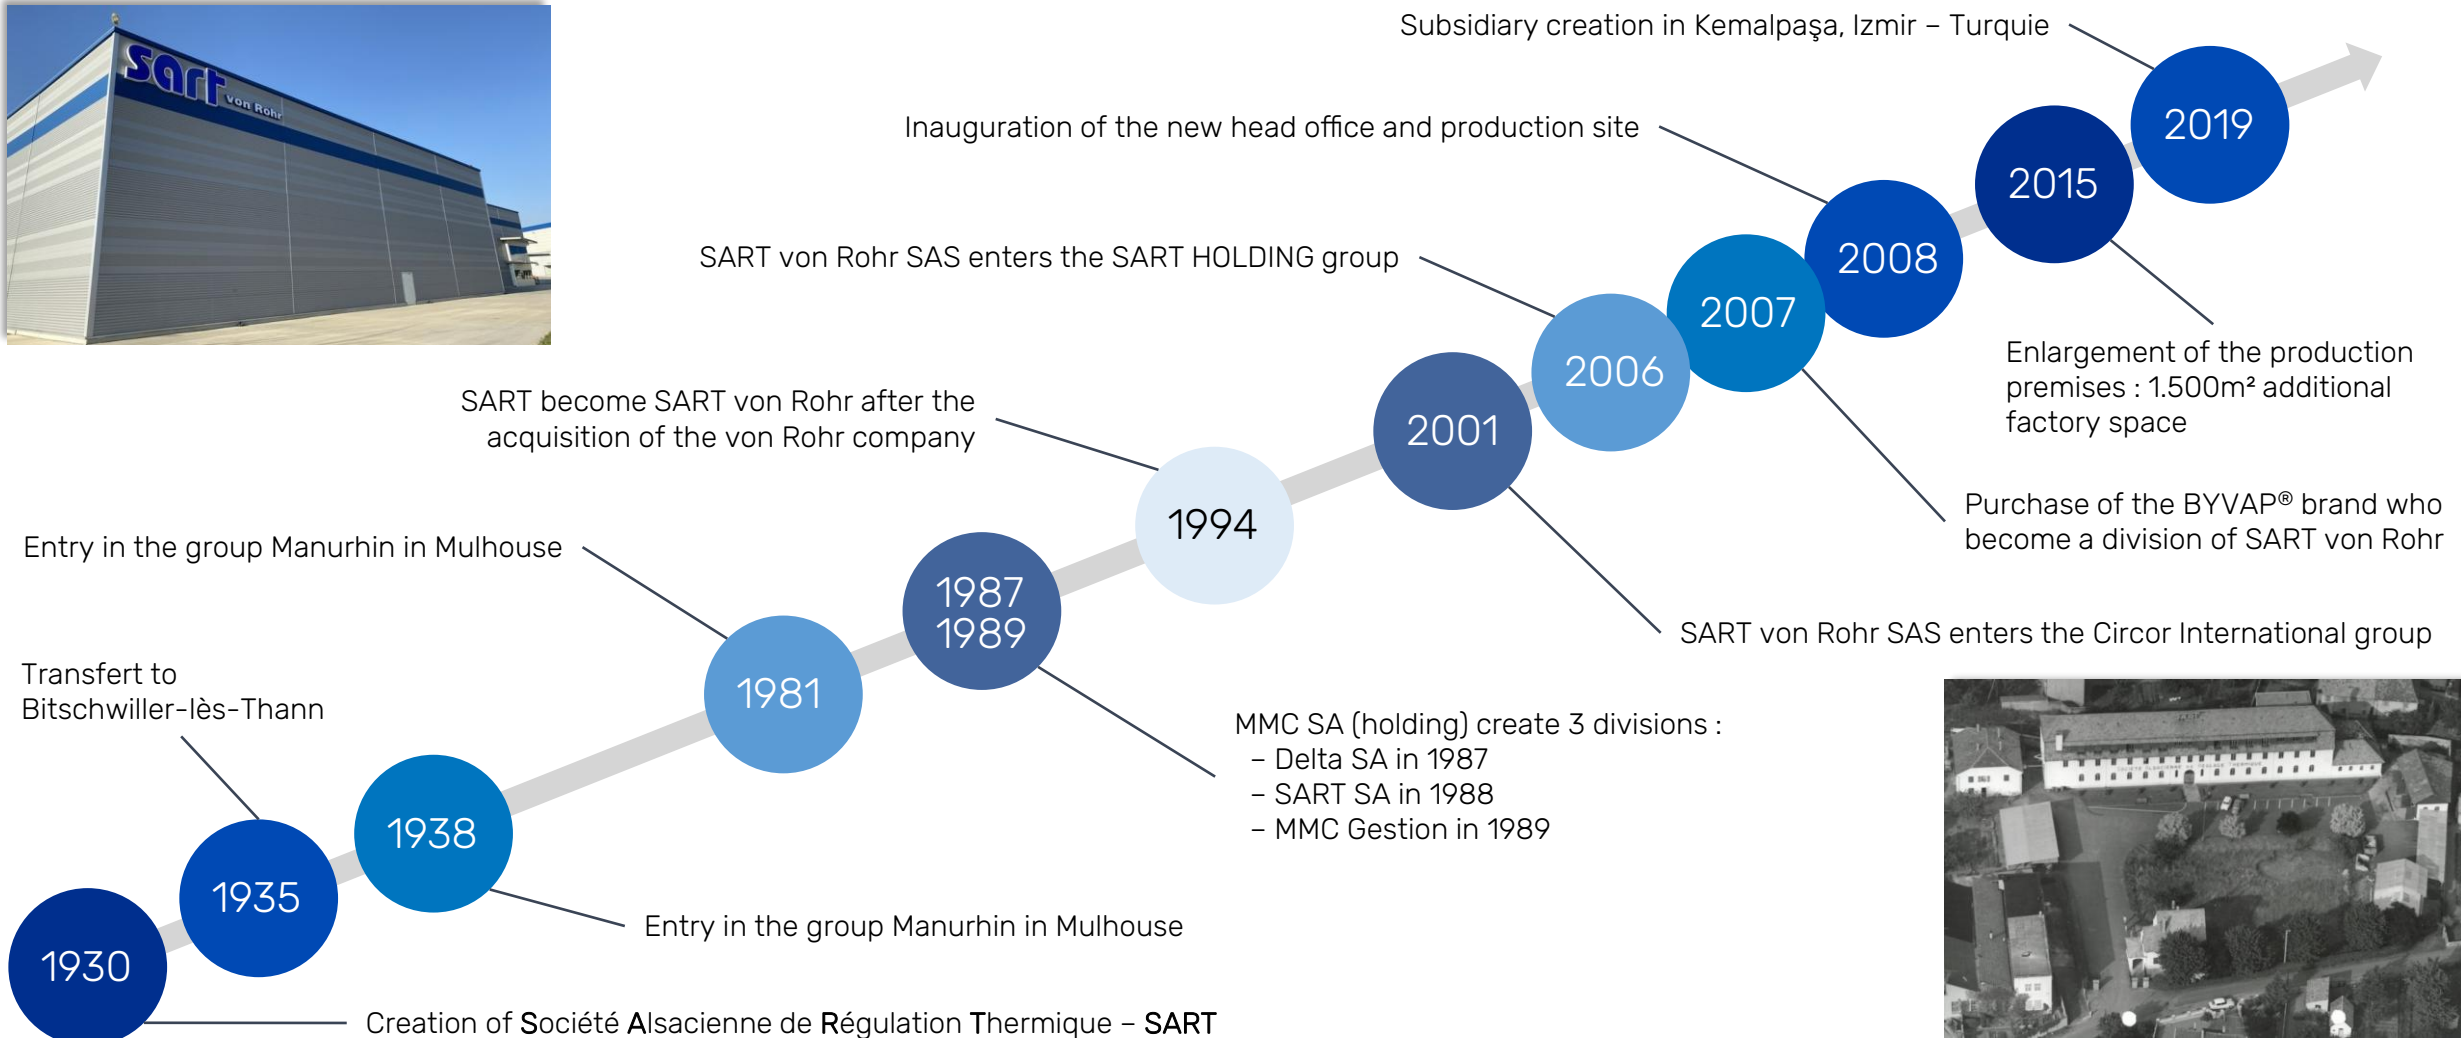 sart
von Rohr
Subsidiary creation in Kemalpaşa, Izmir – Turquie
2019
Inauguration of the new head office and production site
2015
2008
SART von Rohr SAS enters the SART HOLDING group
2007
Enlargement of the production
premises : 1.500m² additional
factory space
2006
SART become SART von Rohr after the
acquisition of the von Rohr company
2001
Purchase of the BYVAP® brand who
become a division of SART von Rohr
1994
Entry in the group Manurhin in Mulhouse
1987
1989
SART von Rohr SAS enters the Circor International group
Transfert to
Bitschwiller-lès-Thann
1981
MMC SA (holding) create 3 divisions :
– Delta SA in 1987
– SART SA in 1988
– MMC Gestion in 1989
1938
1935
Entry in the group Manurhin in Mulhouse
1930
Creation of Société Alsacienne de Régulation Thermique – SART